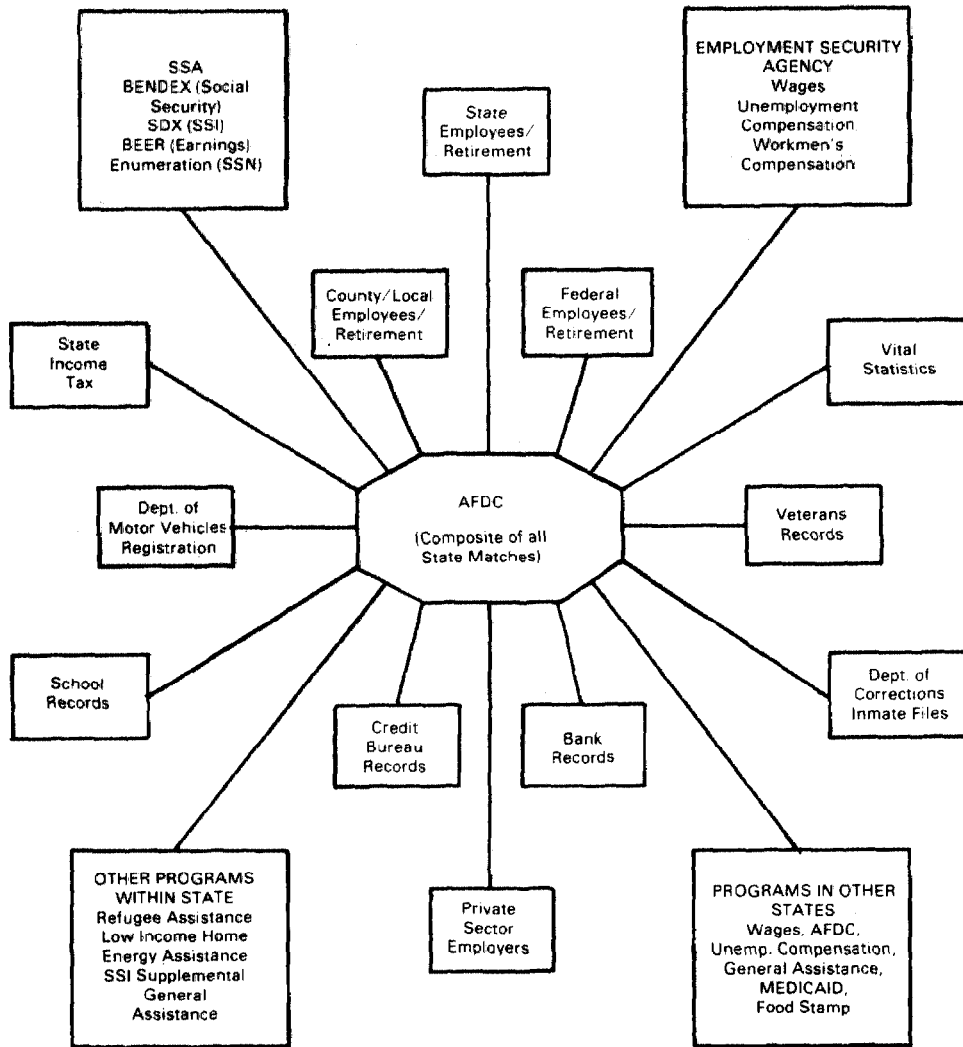 SSA
BENDEX (Social
Security)
SDX (SSI)
BEER (Earnings)
Enumeration (SSN)
State
Employees/
Retirement
EMPLOYMENT SECURITY
AGENCY
Wages
Unemployment
Compensation
Workmen's
Compensation
County/Local
Employees/
Retirement
Federal
Employees/
Retirement
State
Income
Tax
Vital
Statistics
AFDC
(Composite of all
State Matches)
Dept. of
Motor Vehicles
Registration
Veterans
Records
School
Records
Dept. of
Corrections
Inmate Files
Credit
Bureau
Records
Bank
Records
OTHER PROGRAMS
WITHIN STATE
Refugee Assistance
Low Income Home
Energy Assistance
SSI Supplemental
General
Assistance
Private
Sector
Employers
PROGRAMS IN OTHER
STATES
Wages, AFDC,
Unemp. Compensation,
General Assistance,
MEDICAID,
Food Stamp